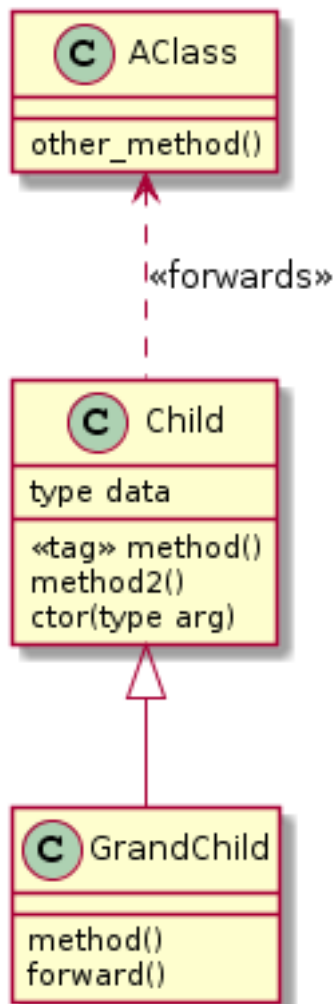 C AClass
other_method()
«forwards»
C Child
type data
«tag» method()
method2()
ctor(type arg)
C GrandChild
method()
forward()